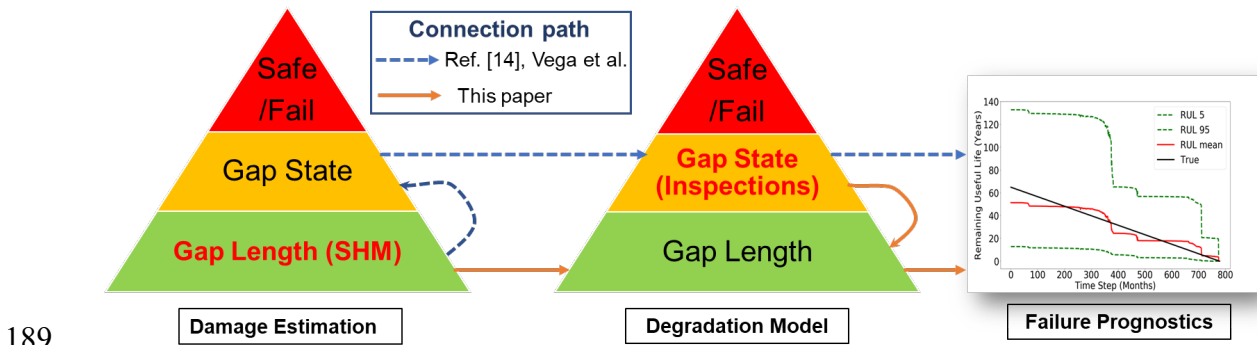 Connection path
Ref. [14], Vega et al.
This paper
Safe
/Fail
Gap State
Gap Length (SHM)
Damage Estimation
Safe
/Fail
Gap State
(Inspections)
Gap Length
Degradation Model
Remaining Useful Life (Years)
140
120
100
80
60
40
20
0
RUL 5
RUL 95
RUL mean
True
0 100 200 300 400 500 600 700 800
Time Step (Months)
Failure Prognostics
189